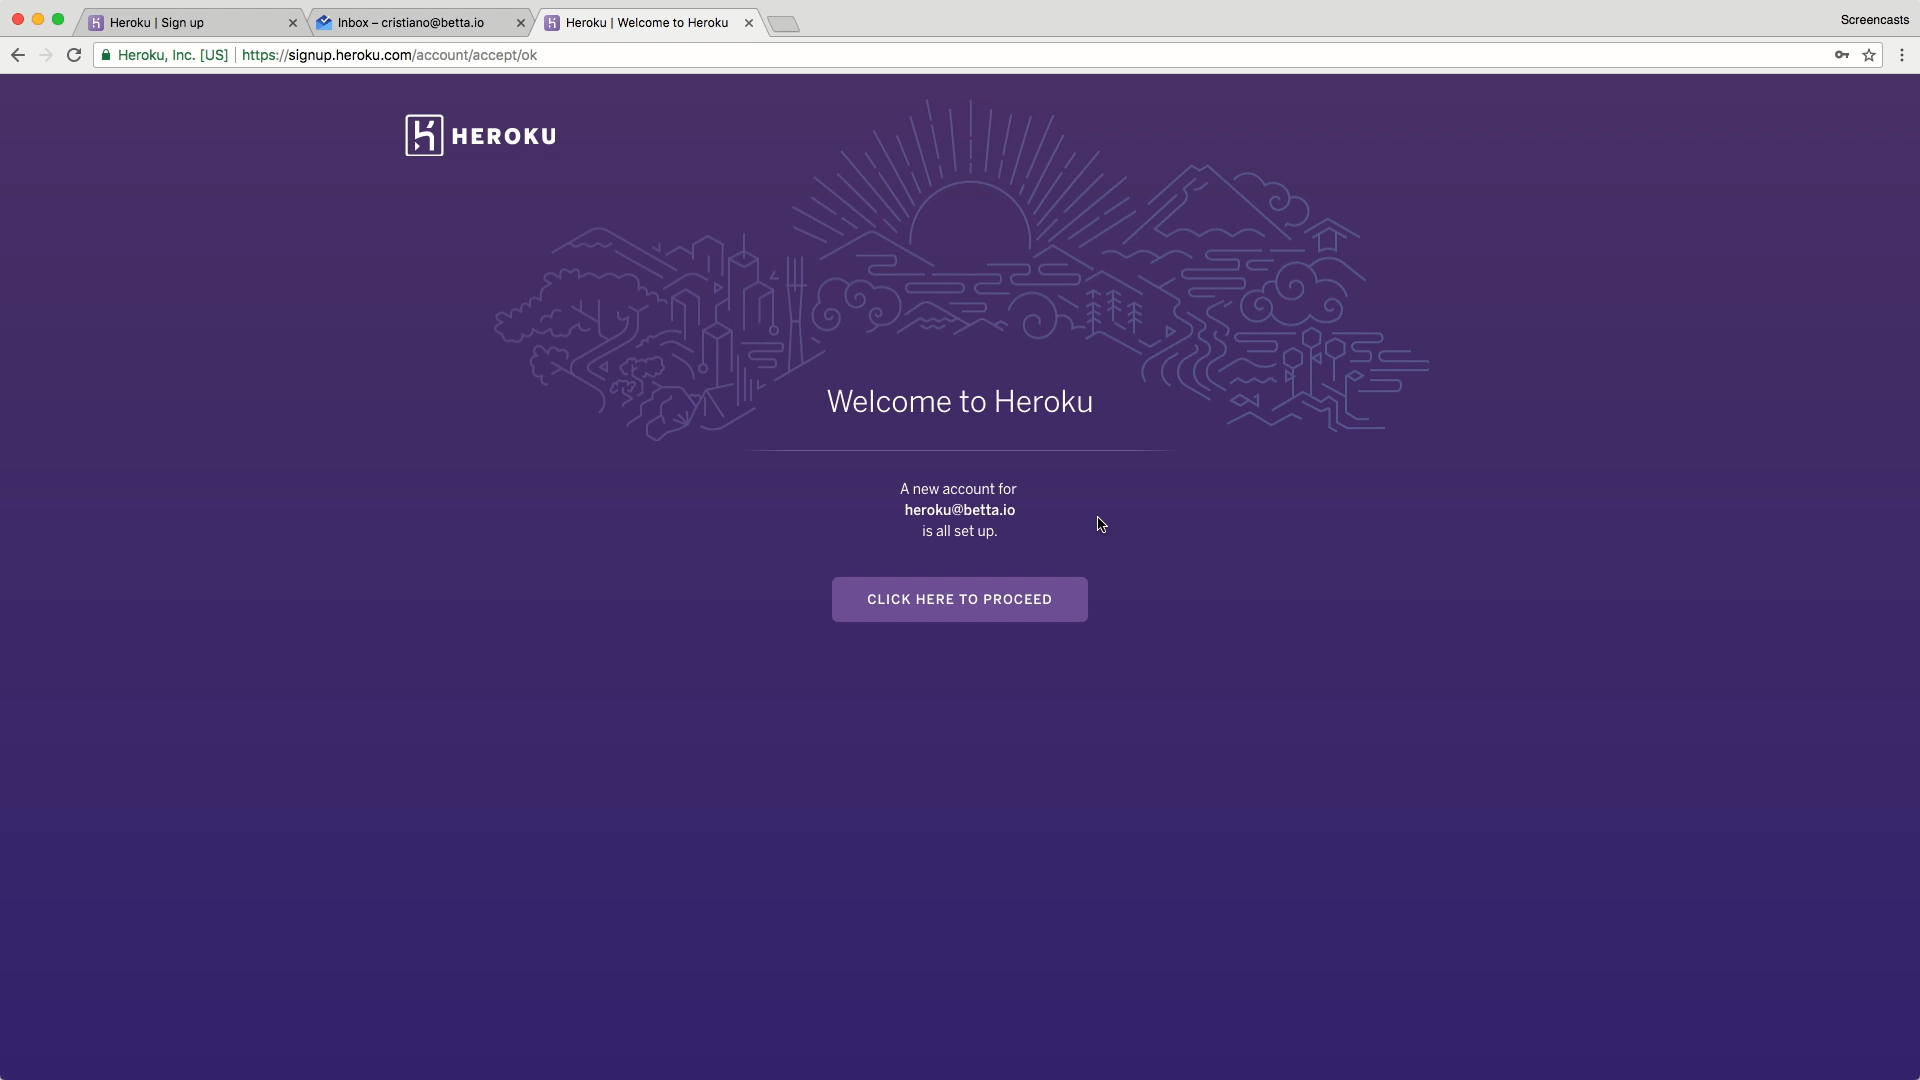 Heroku | Sign up
Inbox – cristiano@betta.io
Heroku | Welcome to Heroku
Screencasts
Heroku, Inc. [US]
https://signup.heroku.com/account/accept/ok
HEROKU
Welcome to Heroku
A new account for
heroku@betta.io
is all set up.
CLICK HERE TO PROCEED